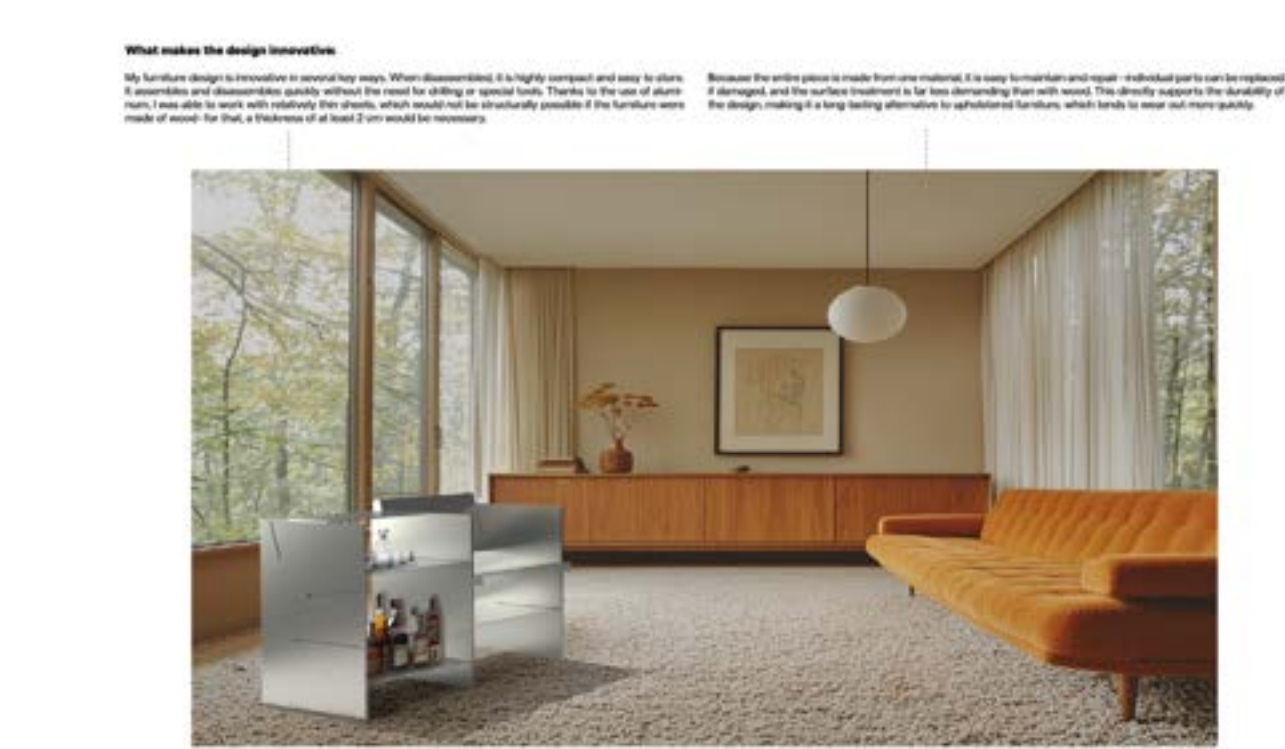 What makes the design innovative:
My furniture design is innovative in several key ways. When disassembled, it is highly compact and easy to store.
It assembles and disassembles quickly without the need for drilling or special tools. Thanks to the use of alumi-
num, I was able to work with relatively thin sheets, which would not be structurally possible if the furniture were
made of wood- for that, a thickness of at least 2 cm would be necessary.
Because the entire piece is made from one material, it is easy to maintain and repair - individual parts can be replaced
if damaged, and the surface treatment is far less demanding than with wood. This directly supports the durability of
the design, making it a long-lasting alternative to upholstered furniture, which tends to wear out more quickly.